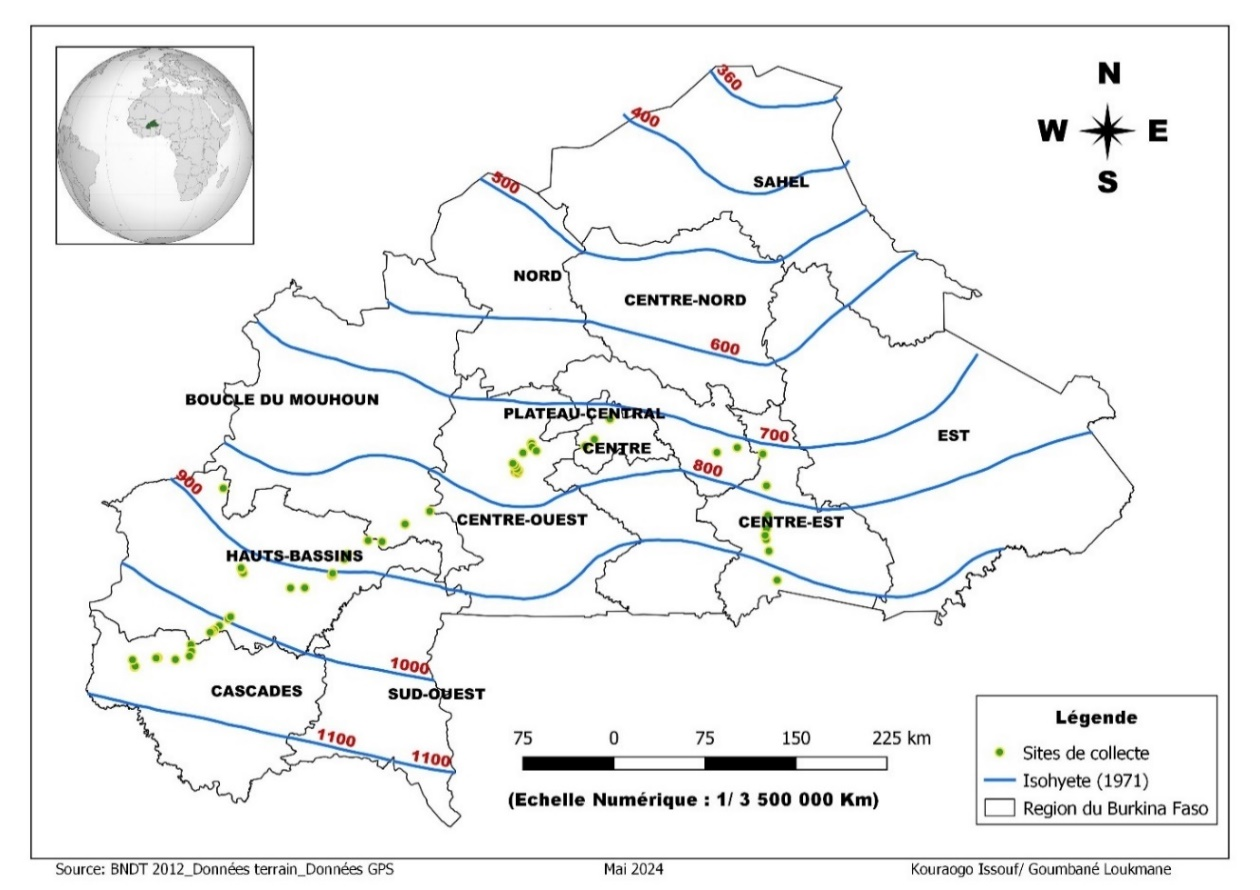 N
W E
S
360
400
SAHEL
500
NORD
CENTRE-NORD
600
BOUCLE DU MOUHOUN
PLATEAU-CENTRAL
700
EST
CENTRE
800
900
CENTRE-OUEST
CENTRE-EST
HAUTS-BASSINS
1000
CASCADES
SUD-OUEST
1100
1100
75 0 75 150 225 km
(Echelle Numérique : 1/ 3 500 000 Km)
Légende
Sites de collecte
Isohyete (1971)
Region du Burkina Faso
Source: BNDT 2012_Données terrain_Données GPS
Mai 2024
Kouraogo Issouf/ Goumbané Loukmane